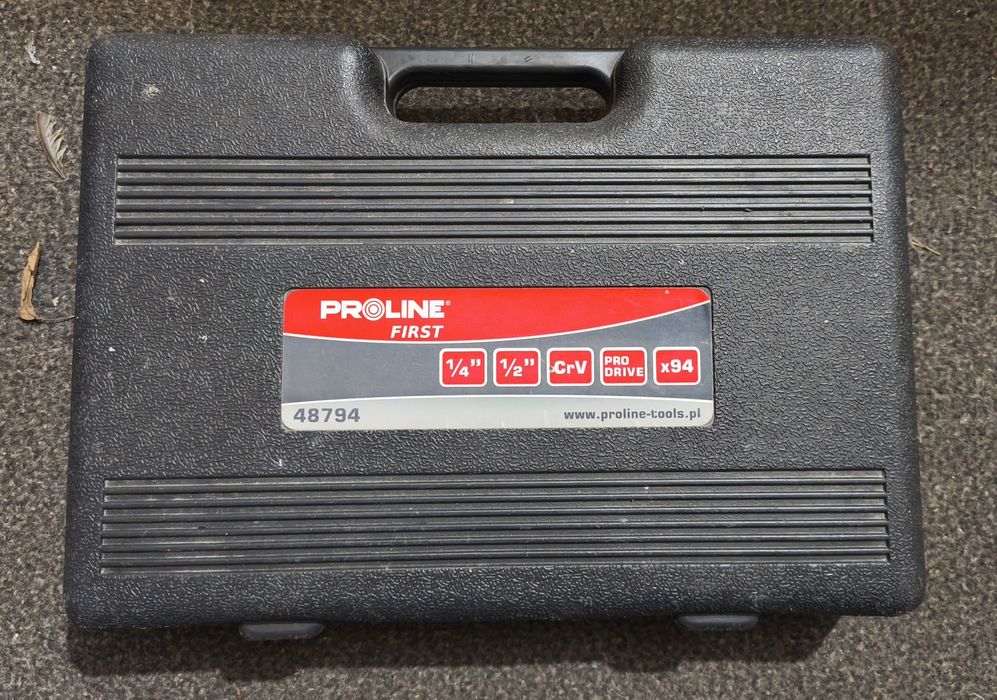 PROLINE®
FIRST
1/4” 1/2” CrV PRO DRIVE x94
48794 www.proline-tools.pl